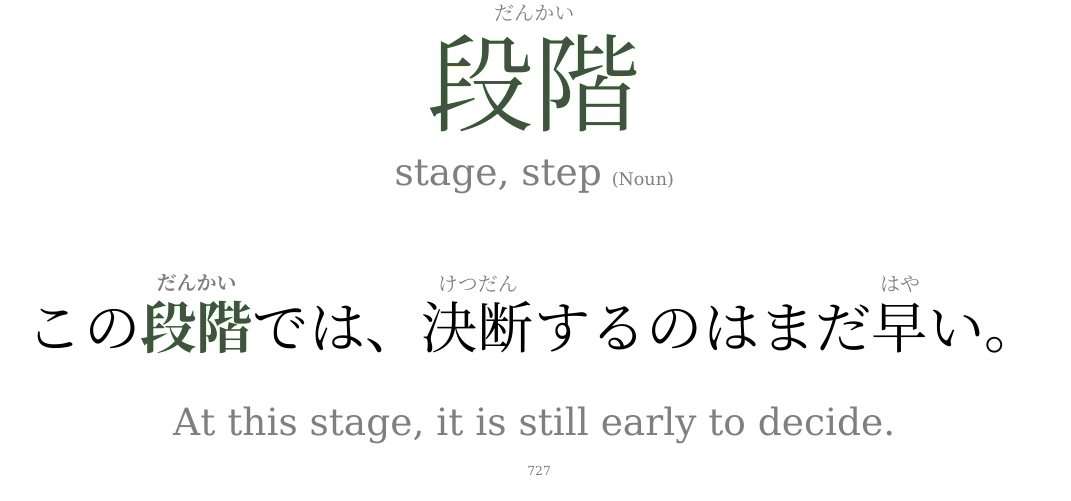 だんかい
段階
stage, step (Noun)
だんかい けつだん はや
この段階では、決断するのはまだ早い。
At this stage, it is still early to decide.
727